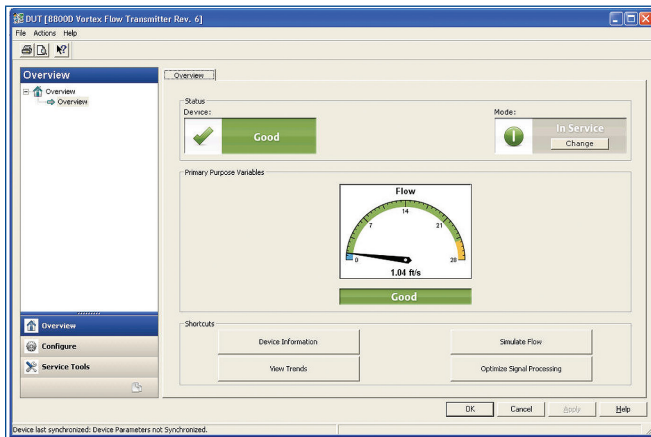 DUT [8800D Vortex Flow Transmitter Rev. 6]
File Actions Help
Overview
Overview
Overview
Overview
Configure
Service Tools
Overview
Status
Device:
Good
Mode:
In Service
Change
Primary Purpose Variables
Flow
0
7
14
21
28
1.04 ft/s
Good
Shortcuts
Device Information
Simulate Flow
View Trends
Optimize Signal Processing
OK Cancel Apply Help
Device last synchronized: Device Parameters not Synchronized.